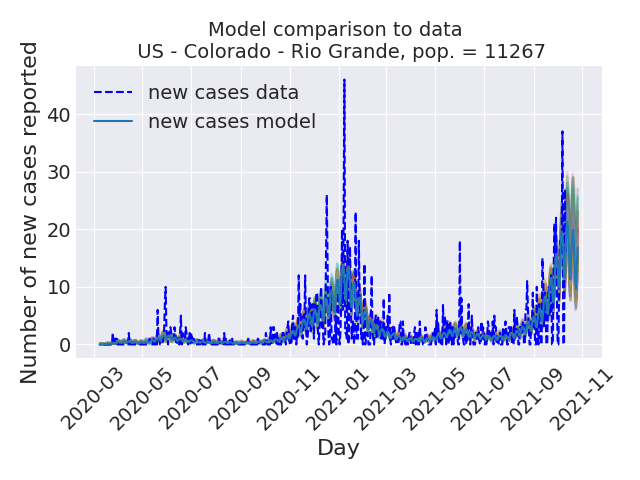 Model comparison to data
US - Colorado - Rio Grande, pop. = 11267
Number of new cases reported
40
30
20
10
0
new cases data
new cases model
2020-03
2020-05
2020-07
2020-09
2020-11
2021-01
2021-03
2021-05
2021-07
2021-09
2021-11
Day